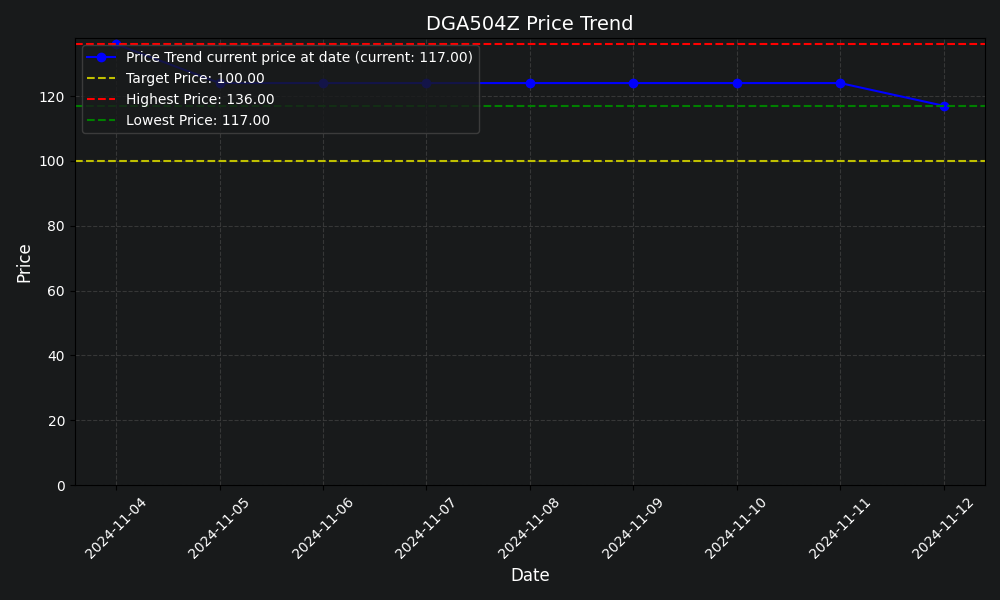 DGA504Z Price Trend
Price Trend current price at date (current: 117.00)
Target Price: 100.00
Highest Price: 136.00
Lowest Price: 117.00
120
100
80
60
40
20
0
Price
2024-11-04
2024-11-05
2024-11-06
2024-11-07
2024-11-08
2024-11-09
2024-11-10
2024-11-11
2024-11-12
Date